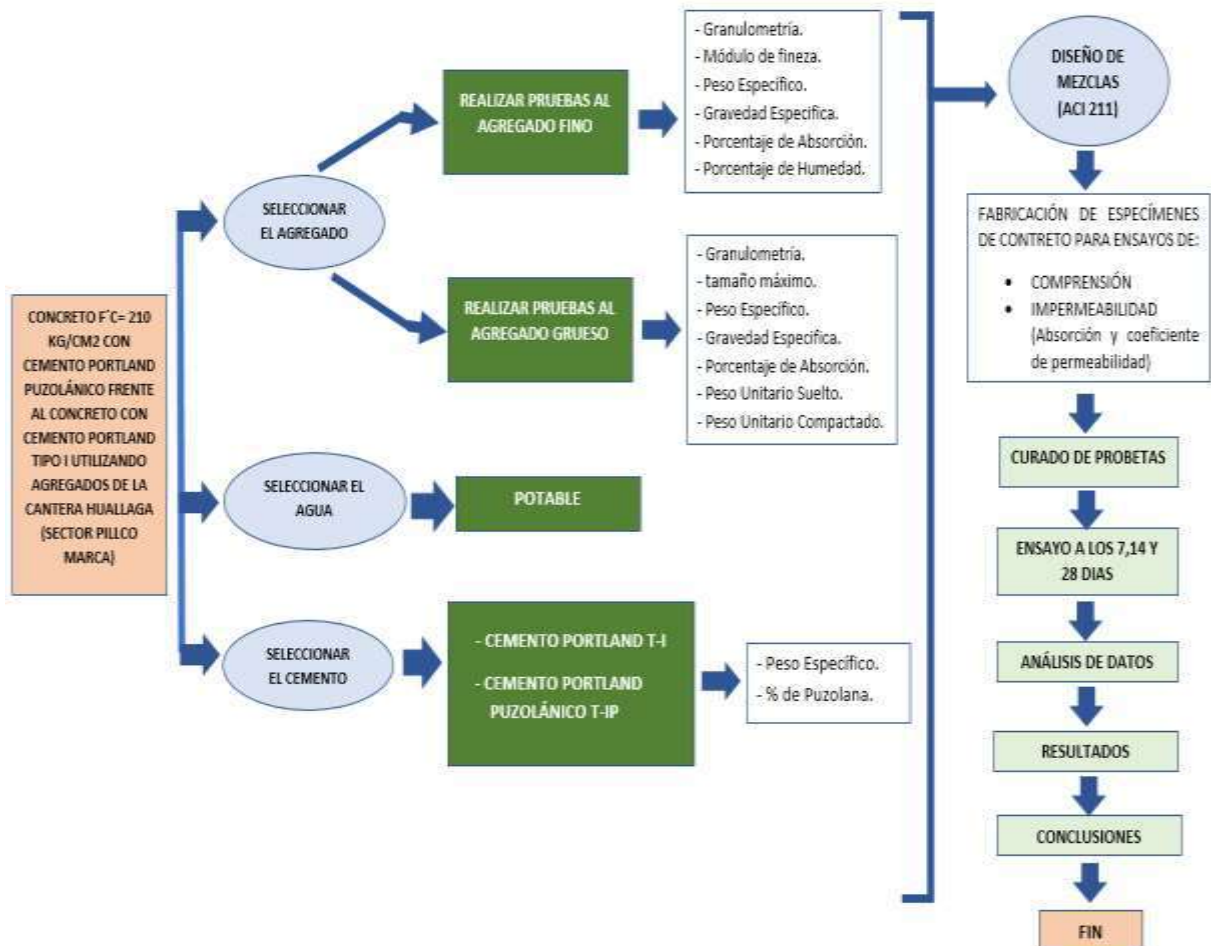 CONCRETO F´C= 210
KG/CM2 CON
CEMENTO PORTLAND
PUZOLÁNICO FRENTE
AL CONCRETO CON
CEMENTO PORTLAND
TIPO I UTILIZANDO
AGREGADOS DE LA
CANTERA HUALLAGA
(SECTOR PILLCO
MARCA)
SELECCIONAR
EL AGREGADO
REALIZAR PRUEBAS AL
AGREGADO FINO
- Granulometría.
- Módulo de fineza.
- Peso Específico.
- Gravedad Especifica.
- Porcentaje de Absorción.
- Porcentaje de Humedad.
REALIZAR PRUEBAS AL
AGREGADO GRUESO
- Granulometría.
- tamaño máximo.
- Peso Específico.
- Gravedad Especifica.
- Porcentaje de Absorción.
- Peso Unitario Suelto.
- Peso Unitario Compactado.
SELECCIONAR EL
AGUA
POTABLE
SELECCIONAR
EL CEMENTO
- CEMENTO PORTLAND T-I
- CEMENTO PORTLAND
PUZOLÁNICO T-IP
- Peso Específico.
- % de Puzolana.
DISEÑO DE
MEZCLAS
(ACI 211)
FABRICACIÓN DE ESPECÍMENES
DE CONTRETO PARA ENSAYOS DE:
• COMPRENSIÓN
• IMPERMEABILIDAD
(Absorción y coeficiente
de permeabilidad)
CURADO DE PROBETAS
ENSAYO A LOS 7,14 Y
28 DIAS
ANÁLISIS DE DATOS
RESULTADOS
CONCLUSIONES
FIN